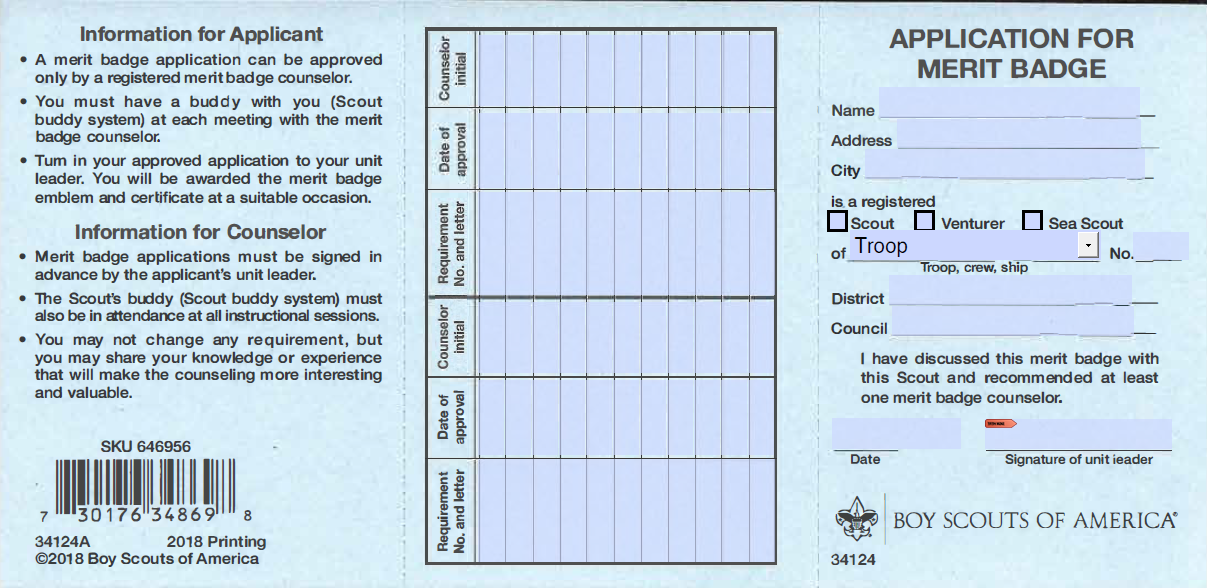 Information for Applicant
• A merit badge application can be approved
only by a registered merit badge counselor.
• You must have a buddy with you (Scout
buddy system) at each meeting with the merit
badge counselor.
• Turn in your approved application to your unit
leader. You will be awarded the merit badge
emblem and certificate at a suitable occasion.
Information for Counselor
• Merit badge applications must be signed in
advance by the applicant's unit leader.
• The Scout's buddy (Scout buddy system) must
also be in attendance at all instructional sessions.
• You may not change any requirement, but
you may share your knowledge or experience
that will make the counseling more interesting
and valuable.
SKU 646956
7 30176 34869 8
34124A 2018 Printing
©2018 Boy Scouts of America
Counselor
initial
Date of
approval
Requirement
No. and letter
Counselor
initial
Date of
approval
Requirement
No. and letter
APPLICATION FOR
MERIT BADGE
Name
Address
City
is a registered
Scout Venturer Sea Scout
of Troop No.
Troop, crew, ship
District
Council
I have discussed this merit badge with
this Scout and recommended at least
one merit badge counselor.
Date Signature of unit leader
BOY SCOUTS OF AMERICA®
34124